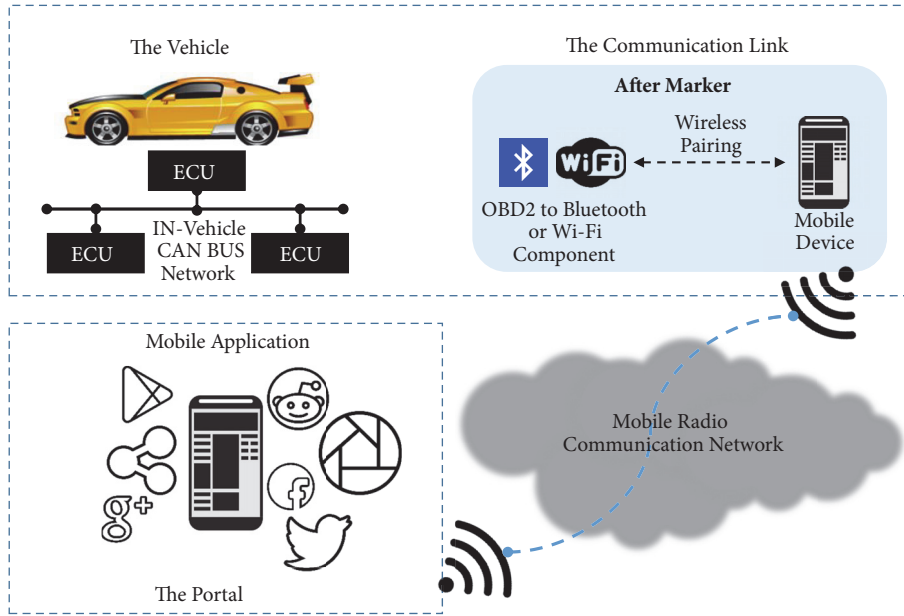 The Vehicle
ECU
IN-Vehicle
CAN BUS
Network
ECU
ECU
The Communication Link
After Marker
Wireless
Pairing
WiFi
OBD2 to Bluetooth
or Wi-Fi
Component
Mobile
Device
Mobile Application
g+
f
The Portal
Mobile Radio
Communication Network